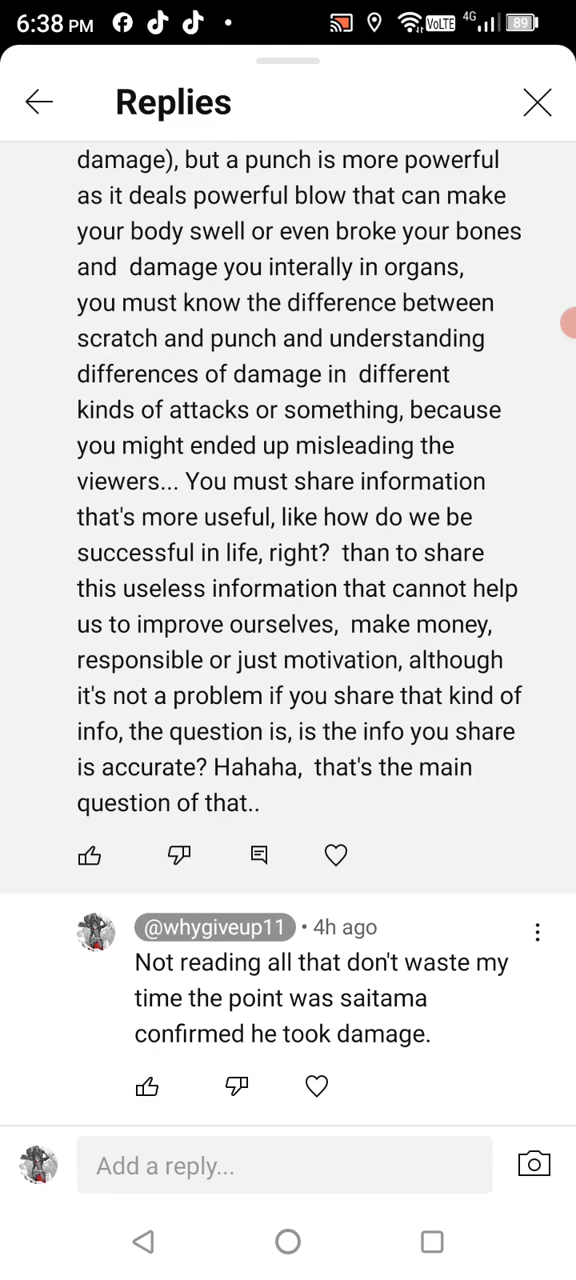 6:38 PM
VoLTE
4G
89
Replies
damage), but a punch is more powerful
as it deals powerful blow that can make
your body swell or even broke your bones
and  damage you interally in organs,
you must know the difference between
scratch and punch and understanding
differences of damage in  different
kinds of attacks or something, because
you might ended up misleading the
viewers... You must share information
that's more useful, like how do we be
successful in life, right?  than to share
this useless information that cannot help
us to improve ourselves,  make money,
responsible or just motivation, although
it's not a problem if you share that kind of
info, the question is, is the info you share
is accurate? Hahaha,  that's the main
question of that..
@whygiveup11 • 4h ago
Not reading all that don't waste my
time the point was saitama
confirmed he took damage.
Add a reply...